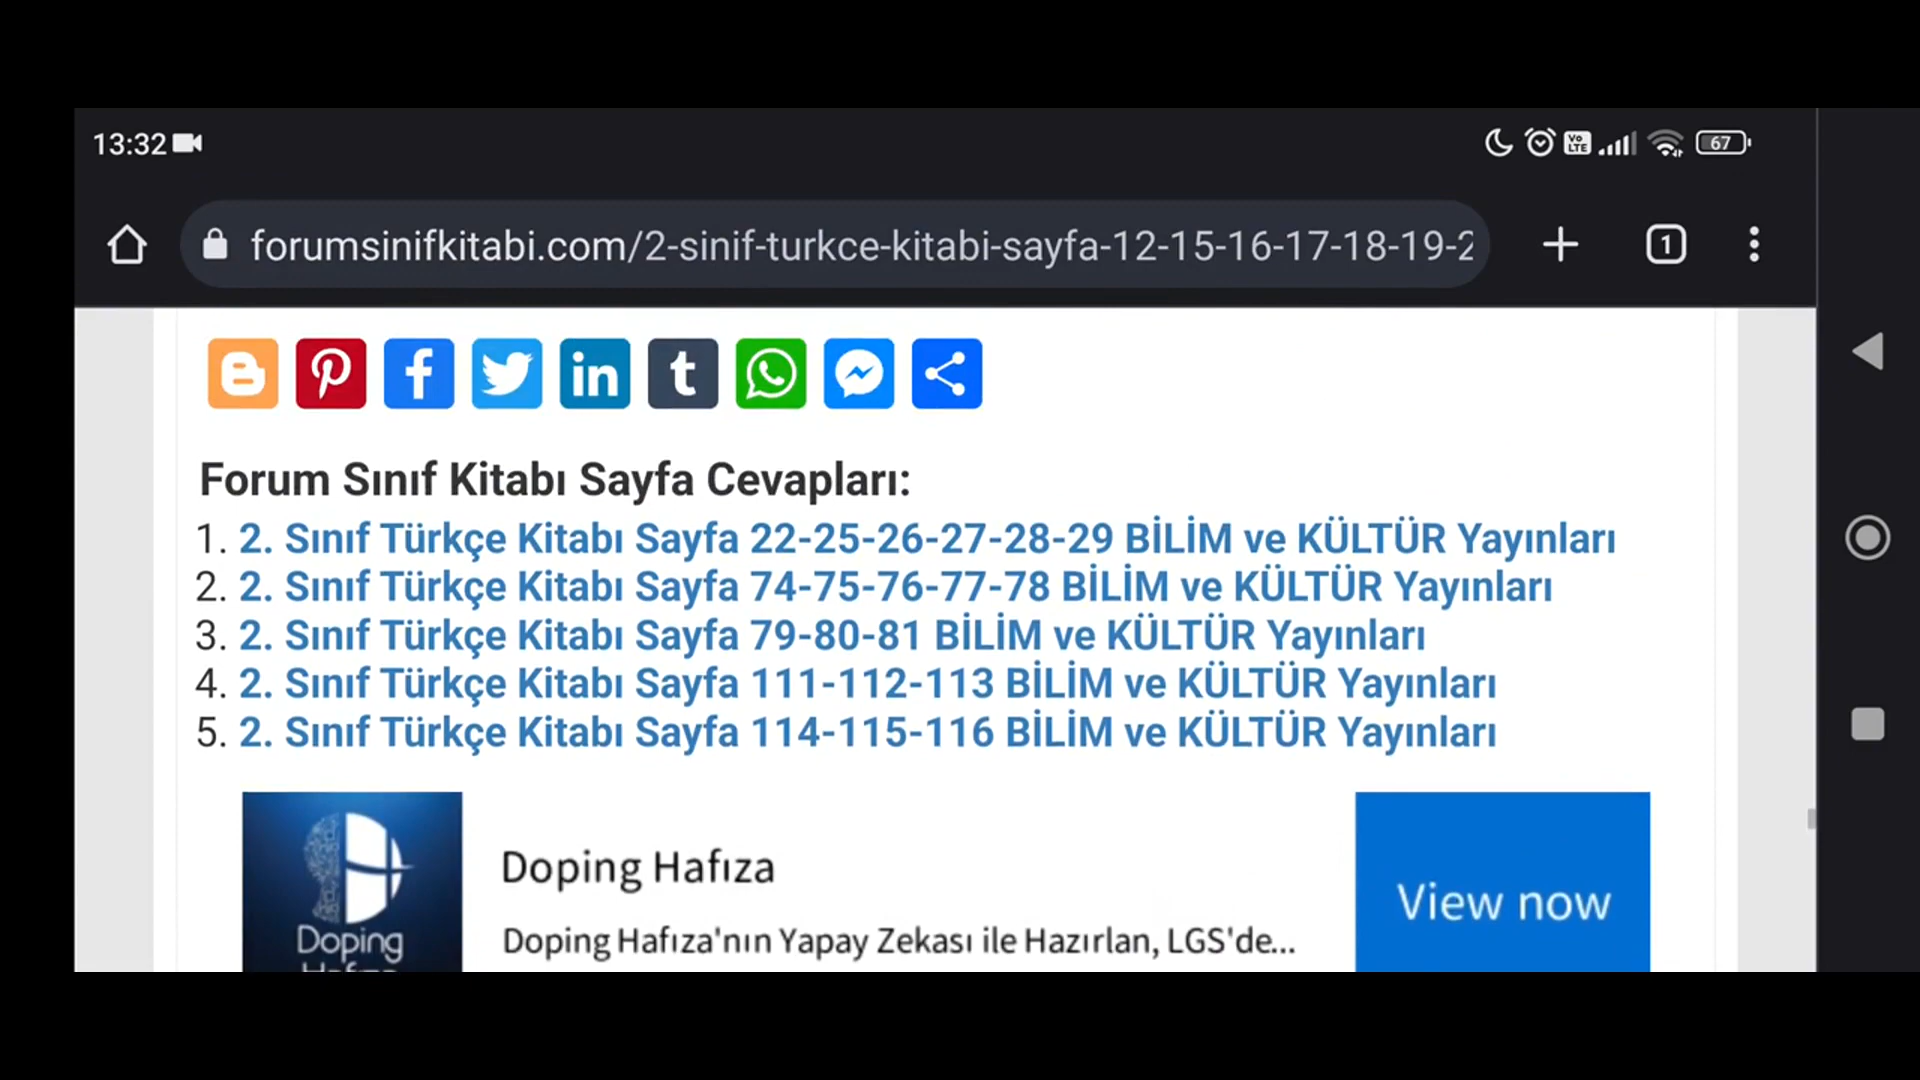 13:32 Vo LTE 67
forumsinifkitabi.com/2-sinif-turkce-kitabi-sayfa-12-15-16-17-18-19-2
1
Forum Sınıf Kitabı Sayfa Cevapları:
1. 2. Sınıf Türkçe Kitabı Sayfa 22-25-26-27-28-29 BİLİM ve KÜLTÜR Yayınları
2. 2. Sınıf Türkçe Kitabı Sayfa 74-75-76-77-78 BİLİM ve KÜLTÜR Yayınları
3. 2. Sınıf Türkçe Kitabı Sayfa 79-80-81 BİLİM ve KÜLTÜR Yayınları
4. 2. Sınıf Türkçe Kitabı Sayfa 111-112-113 BİLİM ve KÜLTÜR Yayınları
5. 2. Sınıf Türkçe Kitabı Sayfa 114-115-116 BİLİM ve KÜLTÜR Yayınları
Doping Hafıza
Doping Hafıza'nın Yapay Zekası ile Hazırlan, LGS'de...
View now
Doping
Hafıza